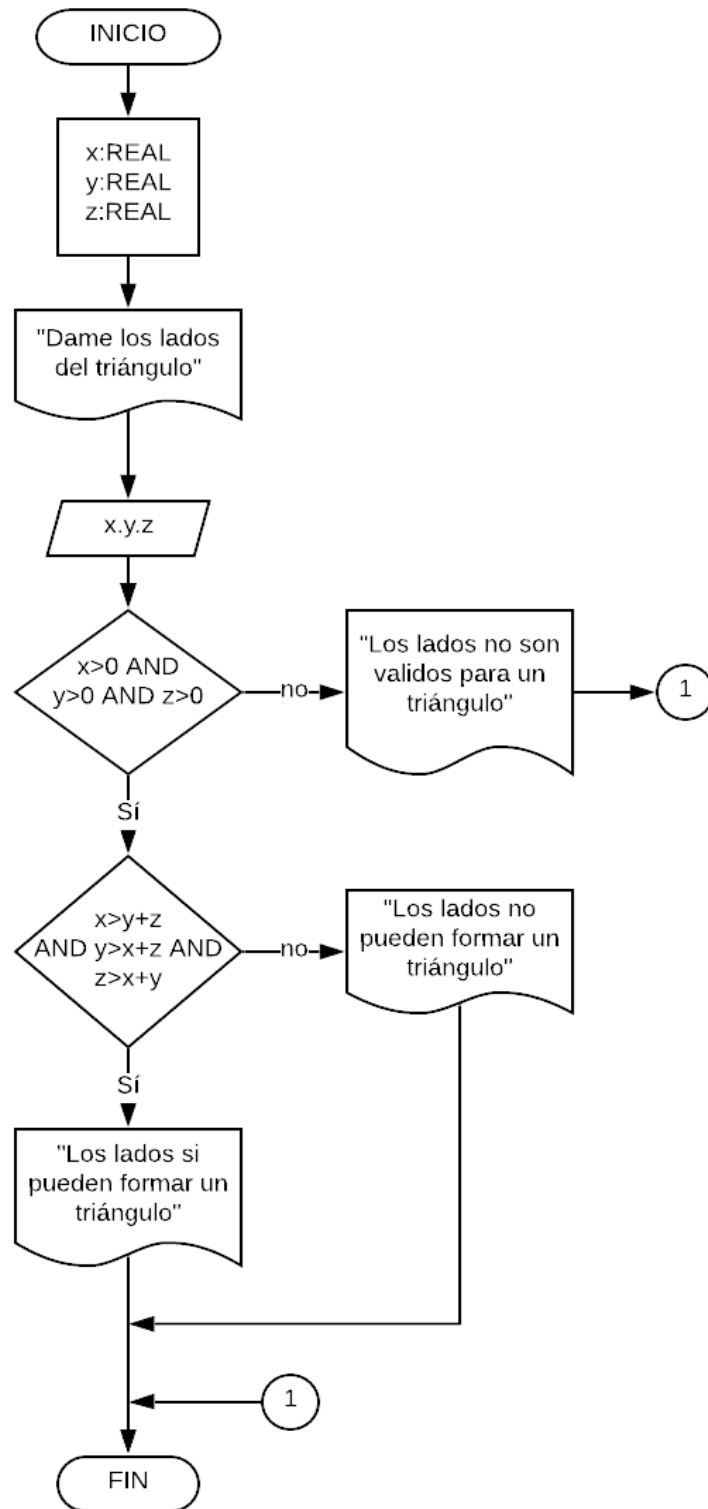 INICIO
x:REAL
y:REAL
z:REAL
"Dame los lados
del triángulo"
x.y.z
x>0 AND
y>0 AND z>0
no
"Los lados no son
validos para un
triángulo"
1
Sí
x>y+z
AND y>x+z AND
z>x+y
no
"Los lados no
pueden formar un
triángulo"
Sí
"Los lados si
pueden formar un
triángulo"
1
FIN